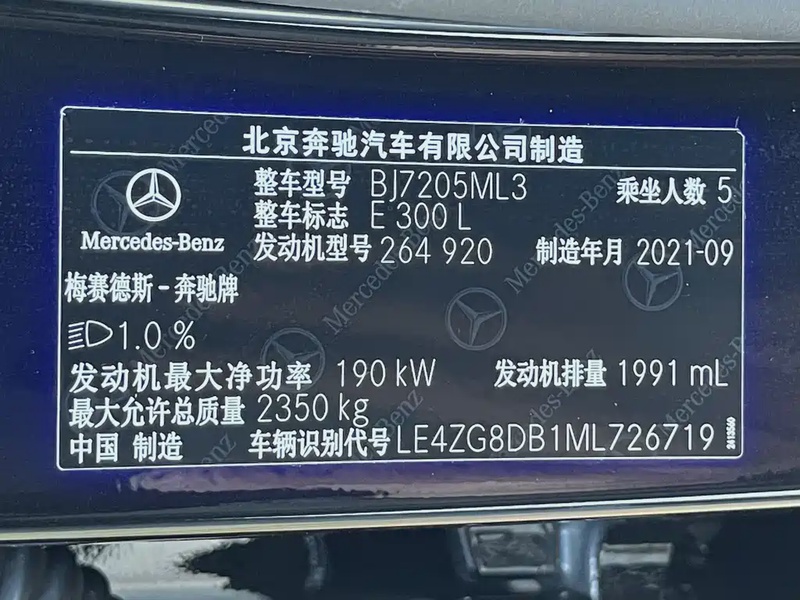 北京奔驰汽车有限公司制造
整车型号 BJ7205ML3 乘坐人数 5
整车标志 E 300 L
Mercedes-Benz
发动机型号 264 920 制造年月 2021-09
梅赛德斯-奔驰牌
1.0 %
发动机最大净功率 190 kW 发动机排量 1991 mL
最大允许总质量 2350 kg
中国 制造 车辆识别代号 LE4ZG8DB1ML726719
2413560